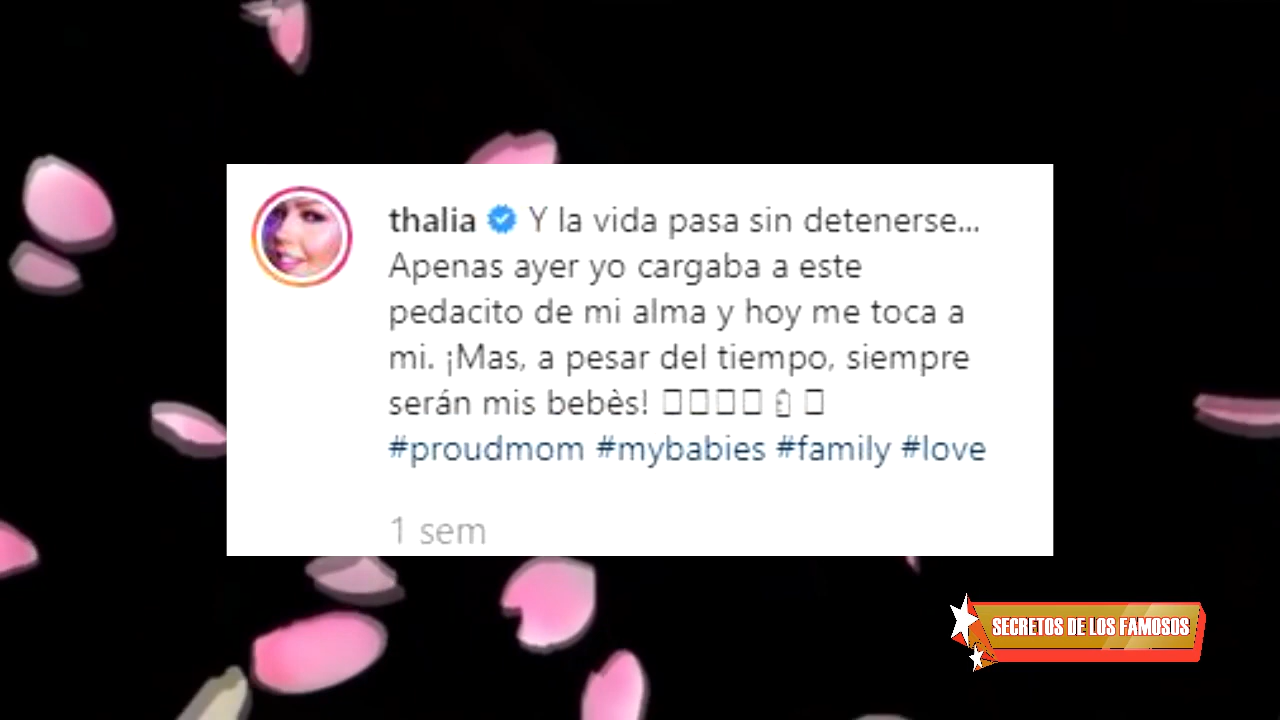 thalia Y la vida pasa sin detenerse...
Apenas ayer yo cargaba a este
pedacito de mi alma y hoy me toca a
mi. ¡Mas, a pesar del tiempo, siempre
serán mis bebès!
#proudmom #mybabies #family #love
1 sem
SECRETOS DE LOS FAMOSOS